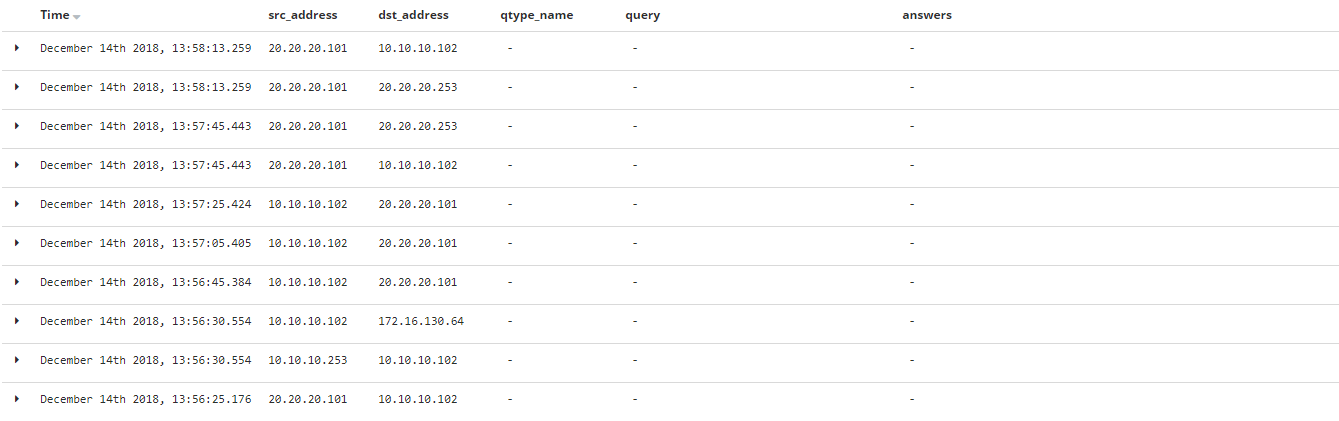 Time src_address dst_address qtype_name query answers
December 14th 2018, 13:58:13.259 20.20.20.101 10.10.10.102 - - -
December 14th 2018, 13:58:13.259 20.20.20.101 20.20.20.253 - - -
December 14th 2018, 13:57:45.443 20.20.20.101 20.20.20.253 - - -
December 14th 2018, 13:57:45.443 20.20.20.101 10.10.10.102 - - -
December 14th 2018, 13:57:25.424 10.10.10.102 20.20.20.101 - - -
December 14th 2018, 13:57:05.405 10.10.10.102 20.20.20.101 - - -
December 14th 2018, 13:56:45.384 10.10.10.102 20.20.20.101 - - -
December 14th 2018, 13:56:30.554 10.10.10.102 172.16.130.64 - - -
December 14th 2018, 13:56:30.554 10.10.10.253 10.10.10.102 - - -
December 14th 2018, 13:56:25.176 20.20.20.101 10.10.10.102 - - -